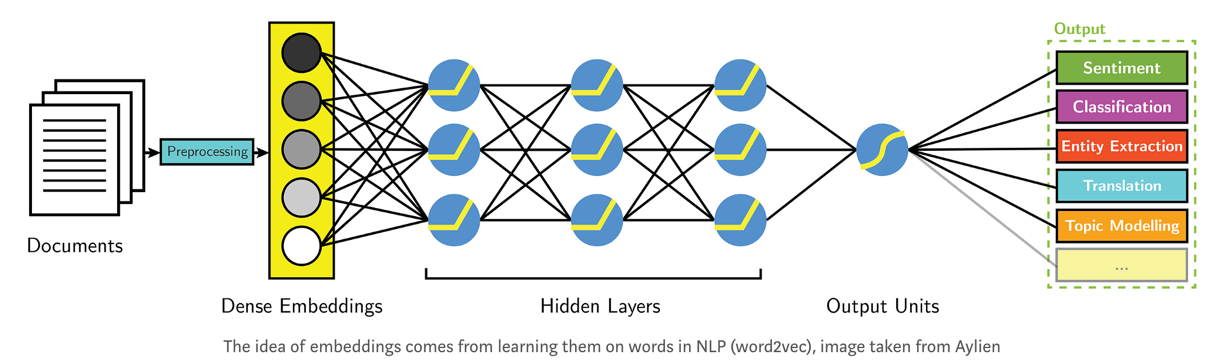 Output
Sentiment
Classification
Entity Extraction
Translation
Topic Modelling
...
Preprocessing
Documents
Dense Embeddings
Hidden Layers
Output Units
The idea of embeddings comes from learning them on words in NLP (word2vec), image taken from Aylien